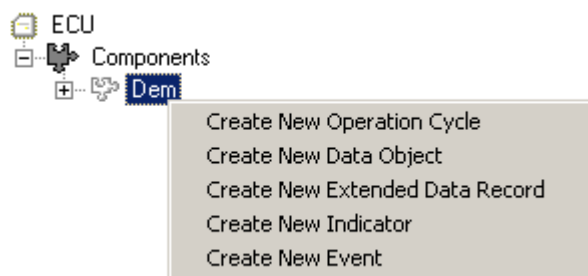 ECU
Components
Dem
Create New Operation Cycle
Create New Data Object
Create New Extended Data Record
Create New Indicator
Create New Event